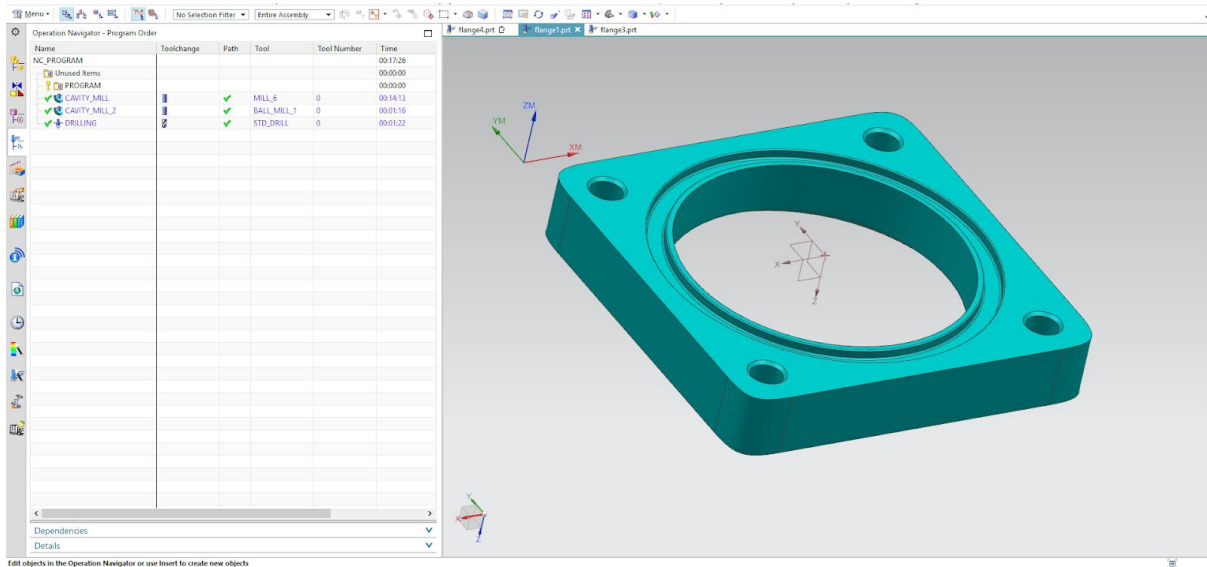 Menu No Selection Filter Entire Assembly
Operation Navigator - Program Order
flange4.prt flange1.prt flange3.prt
Name Toolchange Path Tool Tool Number Time
NC_PROGRAM 00:17:26
Unused Items 00:00:00
PROGRAM 00:00:00
CAVITY_MILL MILL_6 0 00:14:13
CAVITY_MILL_2 BALL_MILL_1 0 00:01:16
DRILLING STD_DRILL 0 00:01:22
ZM
YM
XM
Y
X
Z
Y
X
Z
Dependencies
Details
Edit objects in the Operation Navigator or use Insert to create new objects